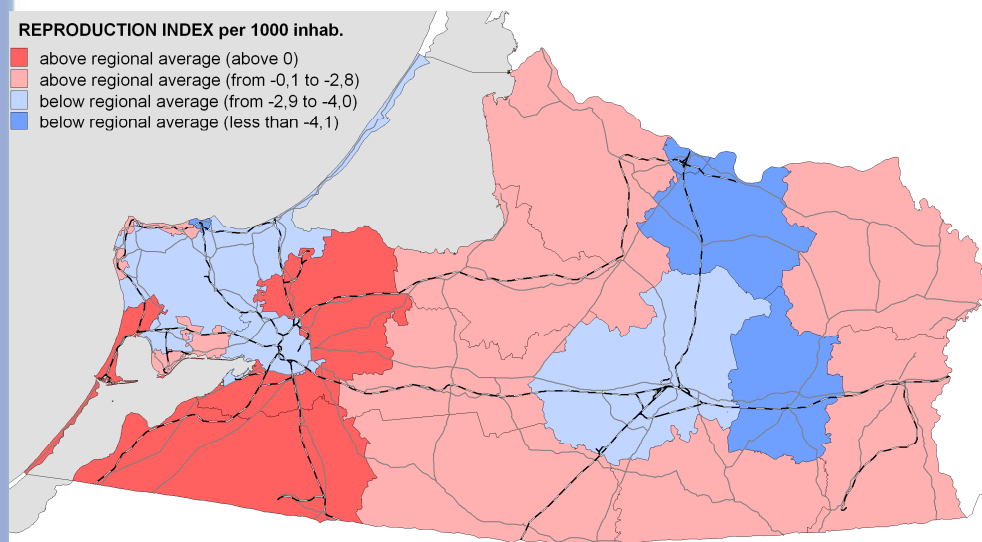 REPRODUCTION INDEX per 1000 inhab.
above regional average (above 0)
above regional average (from -0,1 to -2,8)
below regional average (from -2,9 to -4,0)
below regional average (less than -4,1)